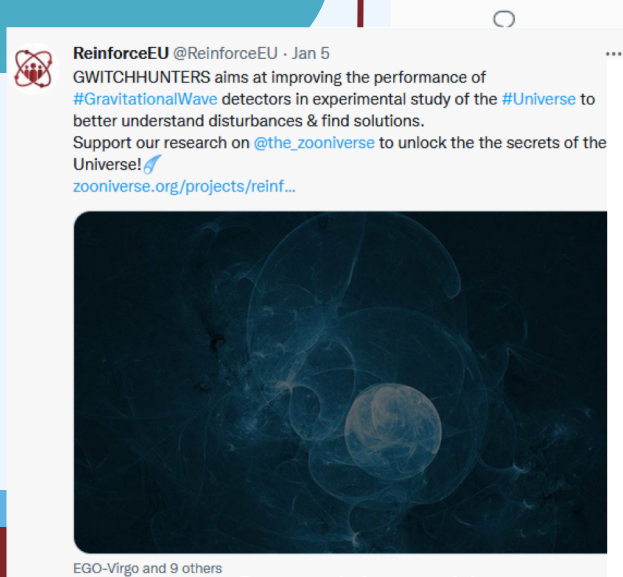 ReinforceEU @ReinforceEU · Jan 5
GWITCHHUNTERS aims at improving the performance of
#GravitationalWave detectors in experimental study of the #Universe to
better understand disturbances & find solutions.
Support our research on @the_zooniverse to unlock the the secrets of the
Universe!
zooniverse.org/projects/reinf...
EGO-Virgo and 9 others